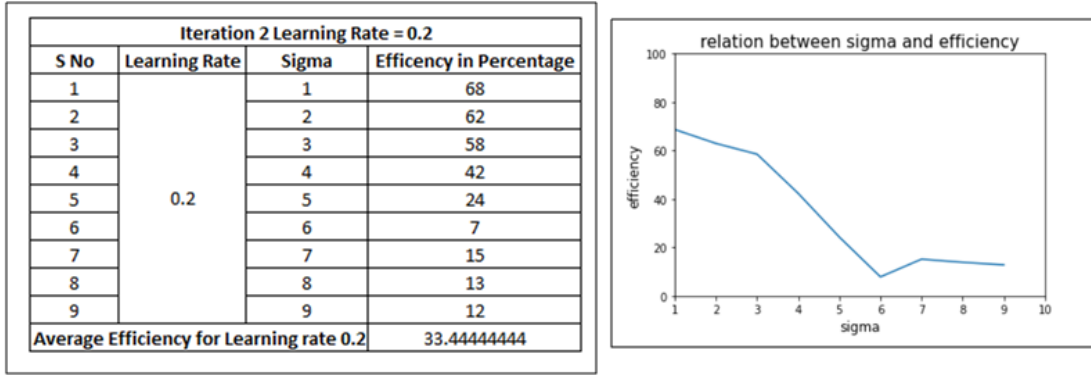 Iteration 2 Learning Rate = 0.2
S No Learning Rate Sigma Efficency in Percentage
1 1 68
2 2 62
3 3 58
4 4 42
5 0.2 5 24
6 6 7
7 7 15
8 8 13
9 9 12
Average Efficiency for Learning rate 0.2 33.44444444
relation between sigma and efficiency
100
80
60
40
20
0
efficiency
1 2 3 4 5 6 7 8 9 10
sigma